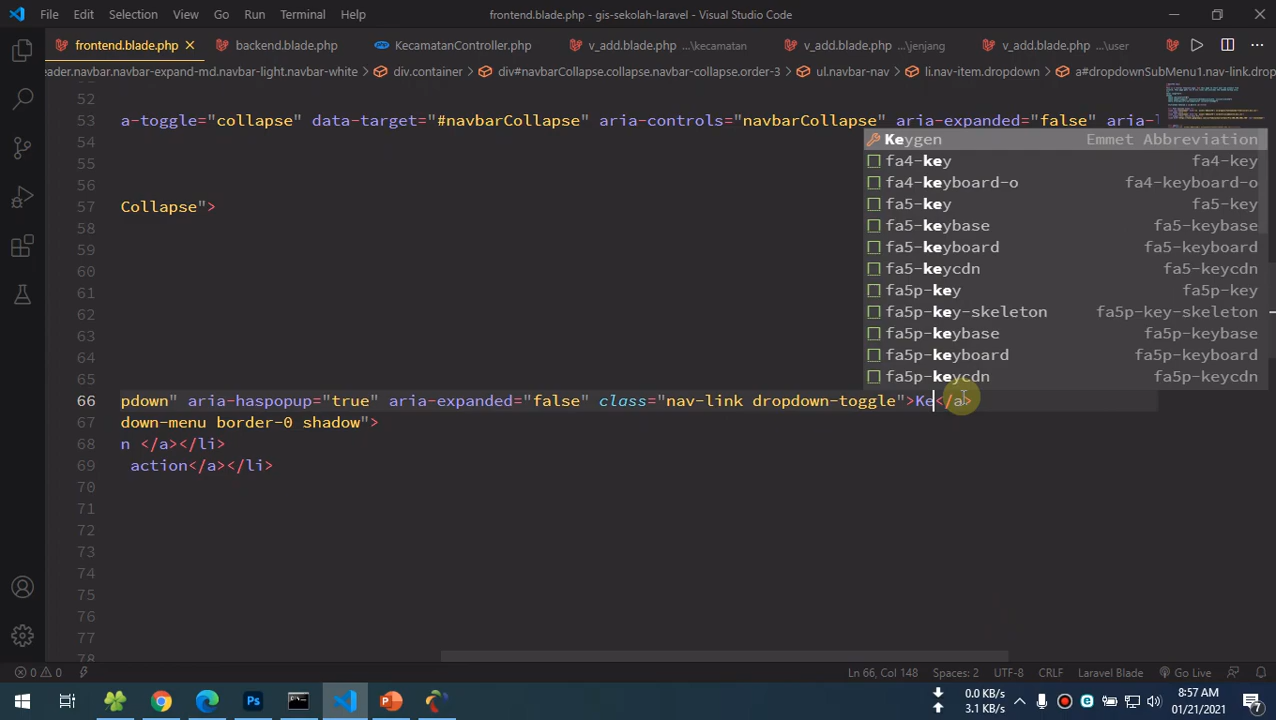 File Edit Selection View Go Run Terminal Help frontend.blade.php - gis-sekolah-laravel - Visual Studio Code
frontend.blade.php backend.blade.php KecamatanController.php v_add.blade.php ...\kecamatan v_add.blade.php ...\jenjang v_add.blade.php ...\user
eader.navbar.navbar-expand-md.navbar-light.navbar-white > div.container > div#navbarCollapse.collapse.navbar-collapse.order-3 > ul.navbar-nav > li.nav-item.dropdown > a#dropdownSubMenu1.nav-link.dropd
52
53 a-toggle="collapse" data-target="#navbarCollapse" aria-controls="navbarCollapse" aria-expanded="false" aria-l
54
55
56
57 Collapse">
58
59
60
61
62
63
64
65
66 pdown" aria-haspopup="true" aria-expanded="false" class="nav-link dropdown-toggle">Ke</a>
67 down-menu border-0 shadow">
68 n </a></li>
69 action</a></li>
70
71
72
73
74
75
76
77
78
Keygen Emmet Abbreviation
fa4-key fa4-key
fa4-keyboard-o fa4-keyboard-o
fa5-key fa5-key
fa5-keybase fa5-keybase
fa5-keyboard fa5-keyboard
fa5-keycdn fa5-keycdn
fa5p-key fa5p-key
fa5p-key-skeleton fa5p-key-skeleton
fa5p-keybase fa5p-keybase
fa5p-keyboard fa5p-keyboard
fa5p-keycdn fa5p-keycdn
0 0 Ln 66, Col 148 Spaces: 2 UTF-8 CRLF Laravel Blade Go Live
Ps 0.0 KB/s 3.1 KB/s 8:57 AM 01/21/2021 7